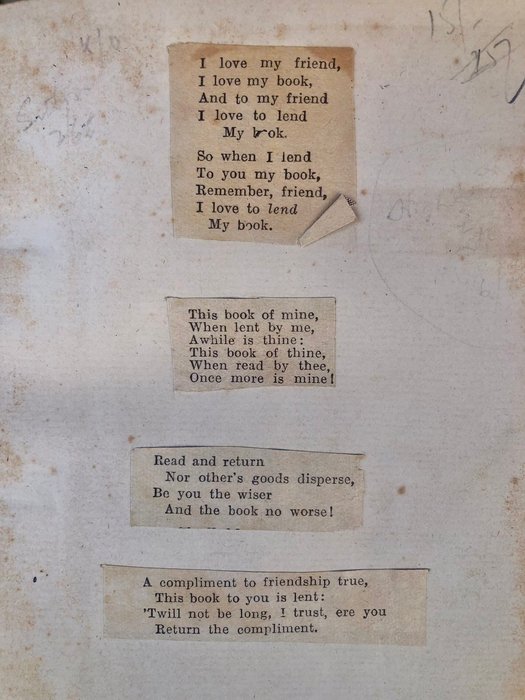 15/-
I love my friend,
I love my book,
And to my friend
I love to lend
My book.
So when I lend
To you my book,
Remember, friend,
I love to lend
My book.
This book of mine,
When lent by me,
Awhile is thine:
This book of thine,
When read by thee,
Once more is mine!
Read and return
Nor other's goods disperse,
Be you the wiser
And the book no worse!
A compliment to friendship true,
This book to you is lent:
'Twill not be long, I trust, ere you
Return the compliment.